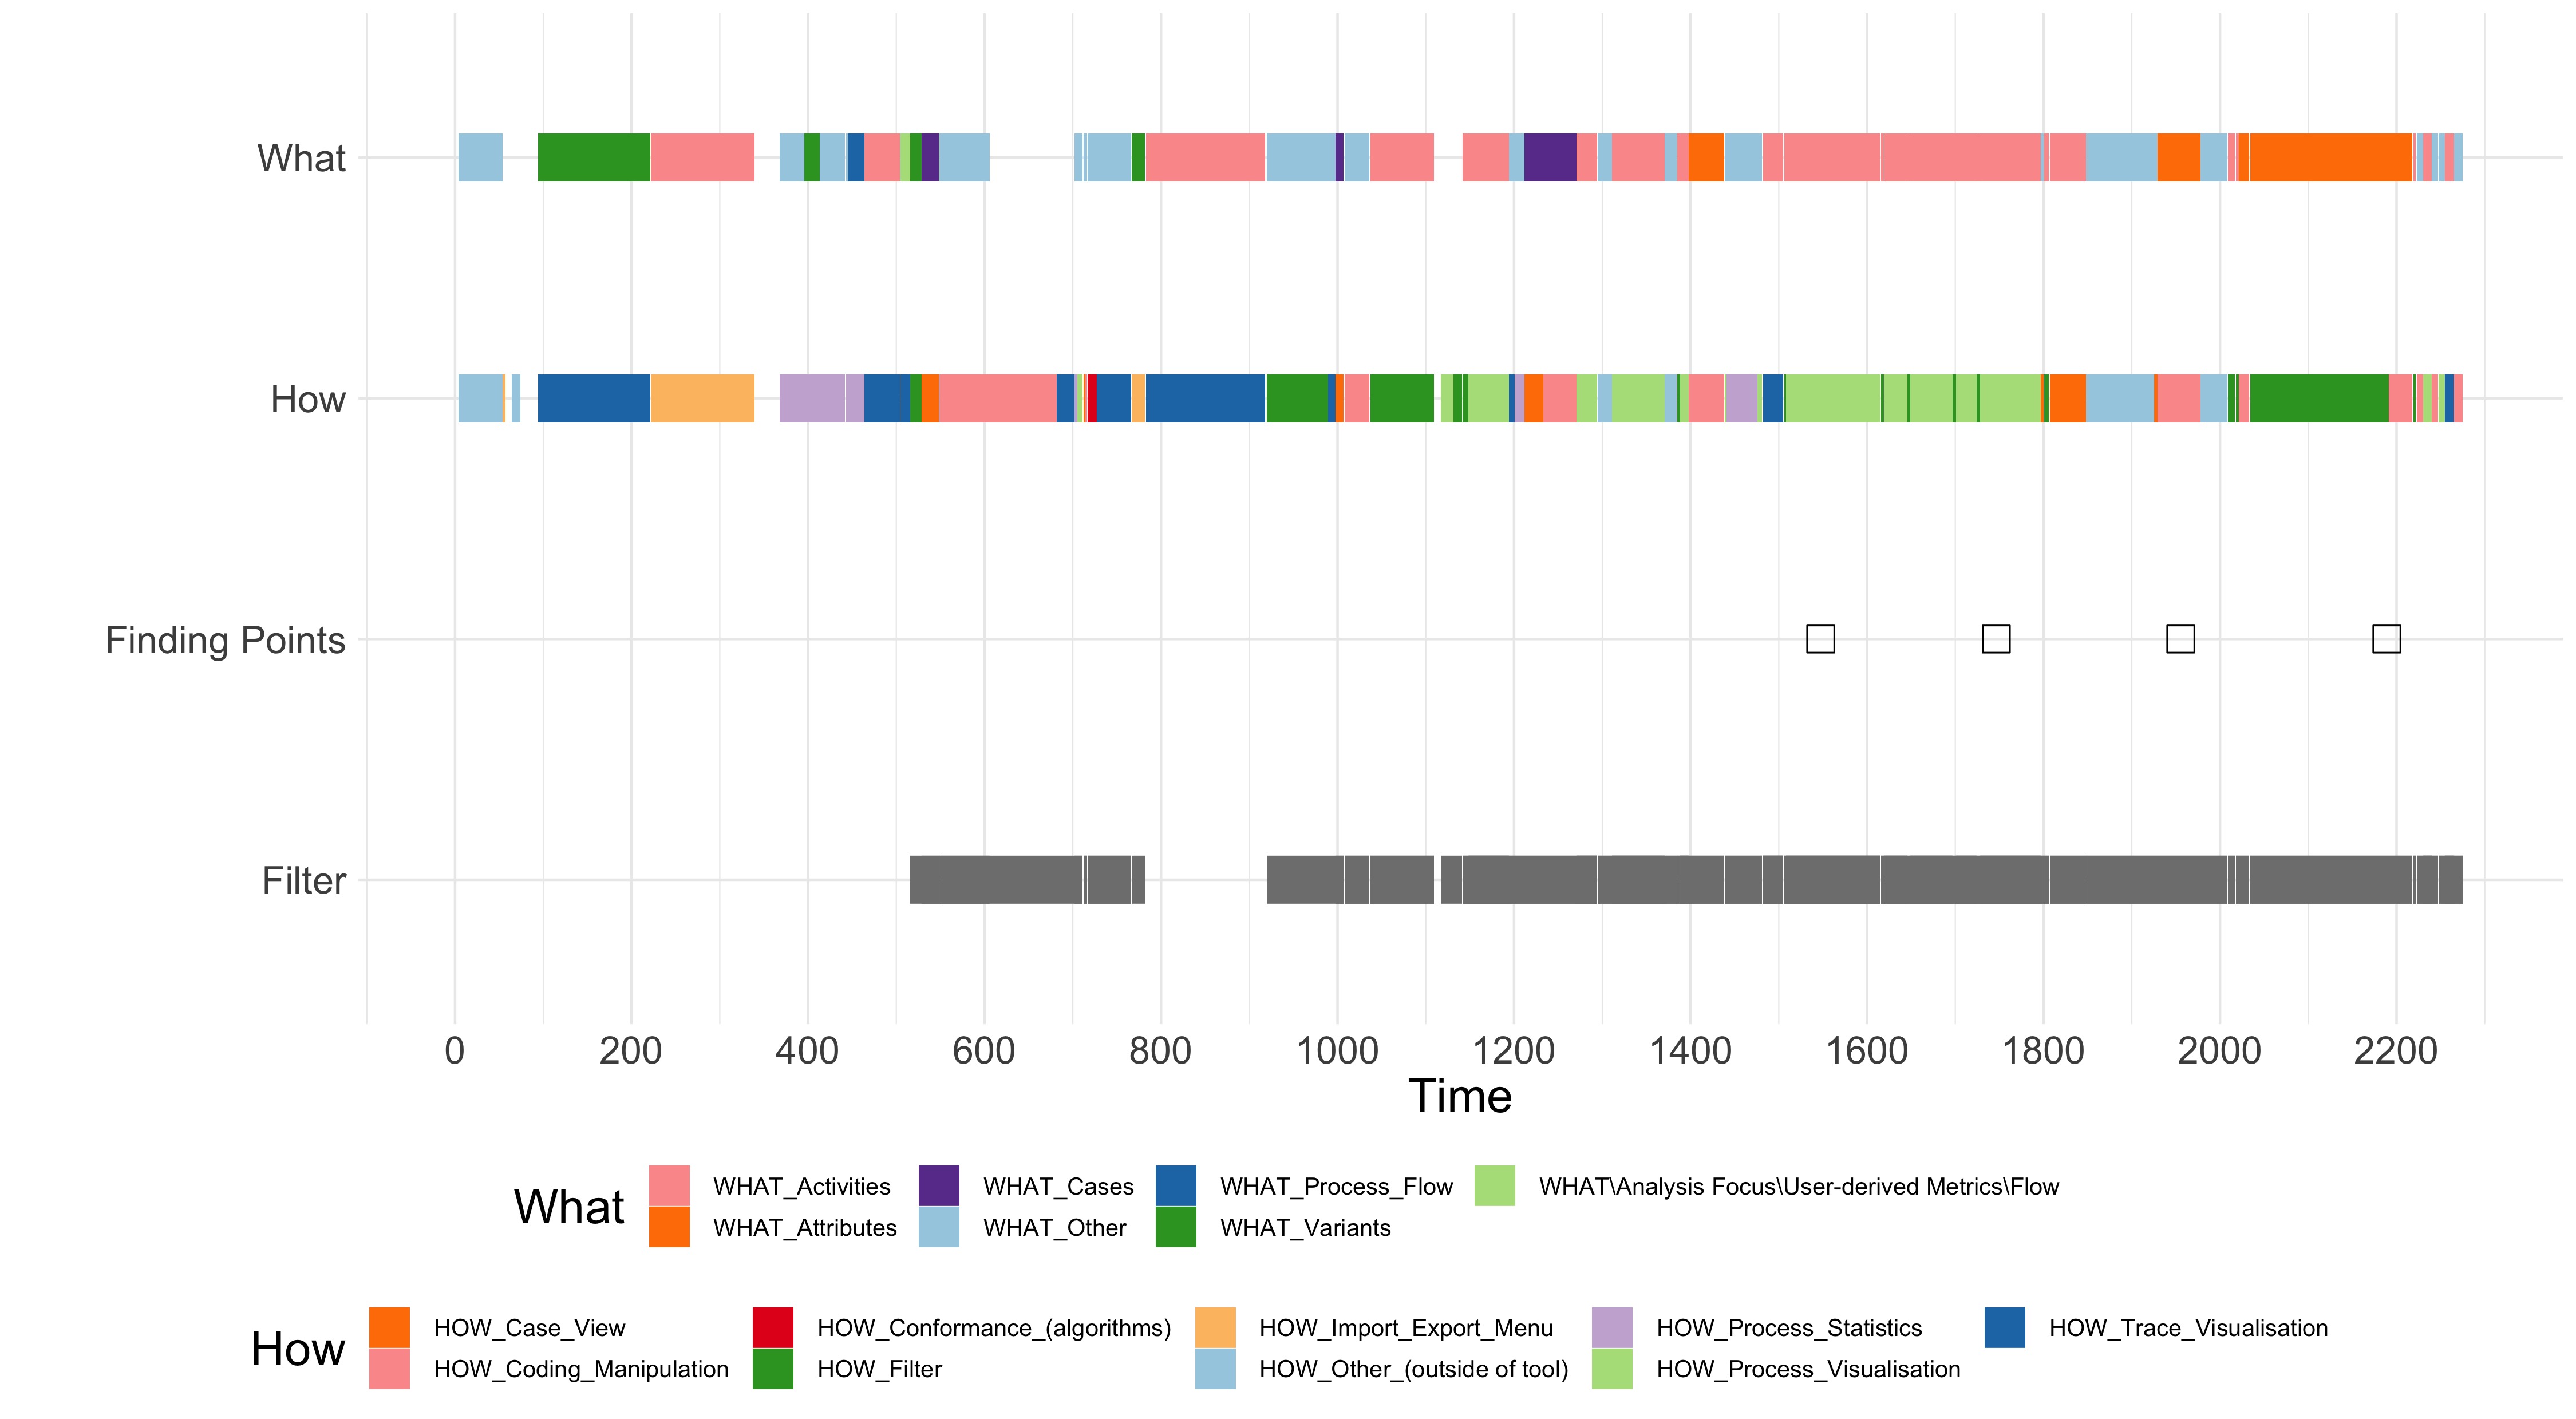 What
How
Finding Points
Filter
0 200 400 600 800 1000 1200 1400 1600 1800 2000 2200
Time
What
WHAT_Activities WHAT_Cases WHAT_Process_Flow WHAT\Analysis Focus\User-derived Metrics\Flow
WHAT_Attributes WHAT_Other WHAT_Variants
How
HOW_Case_View HOW_Conformance_(algorithms) HOW_Import_Export_Menu HOW_Process_Statistics HOW_Trace_Visualisation
HOW_Coding_Manipulation HOW_Filter HOW_Other_(outside of tool) HOW_Process_Visualisation